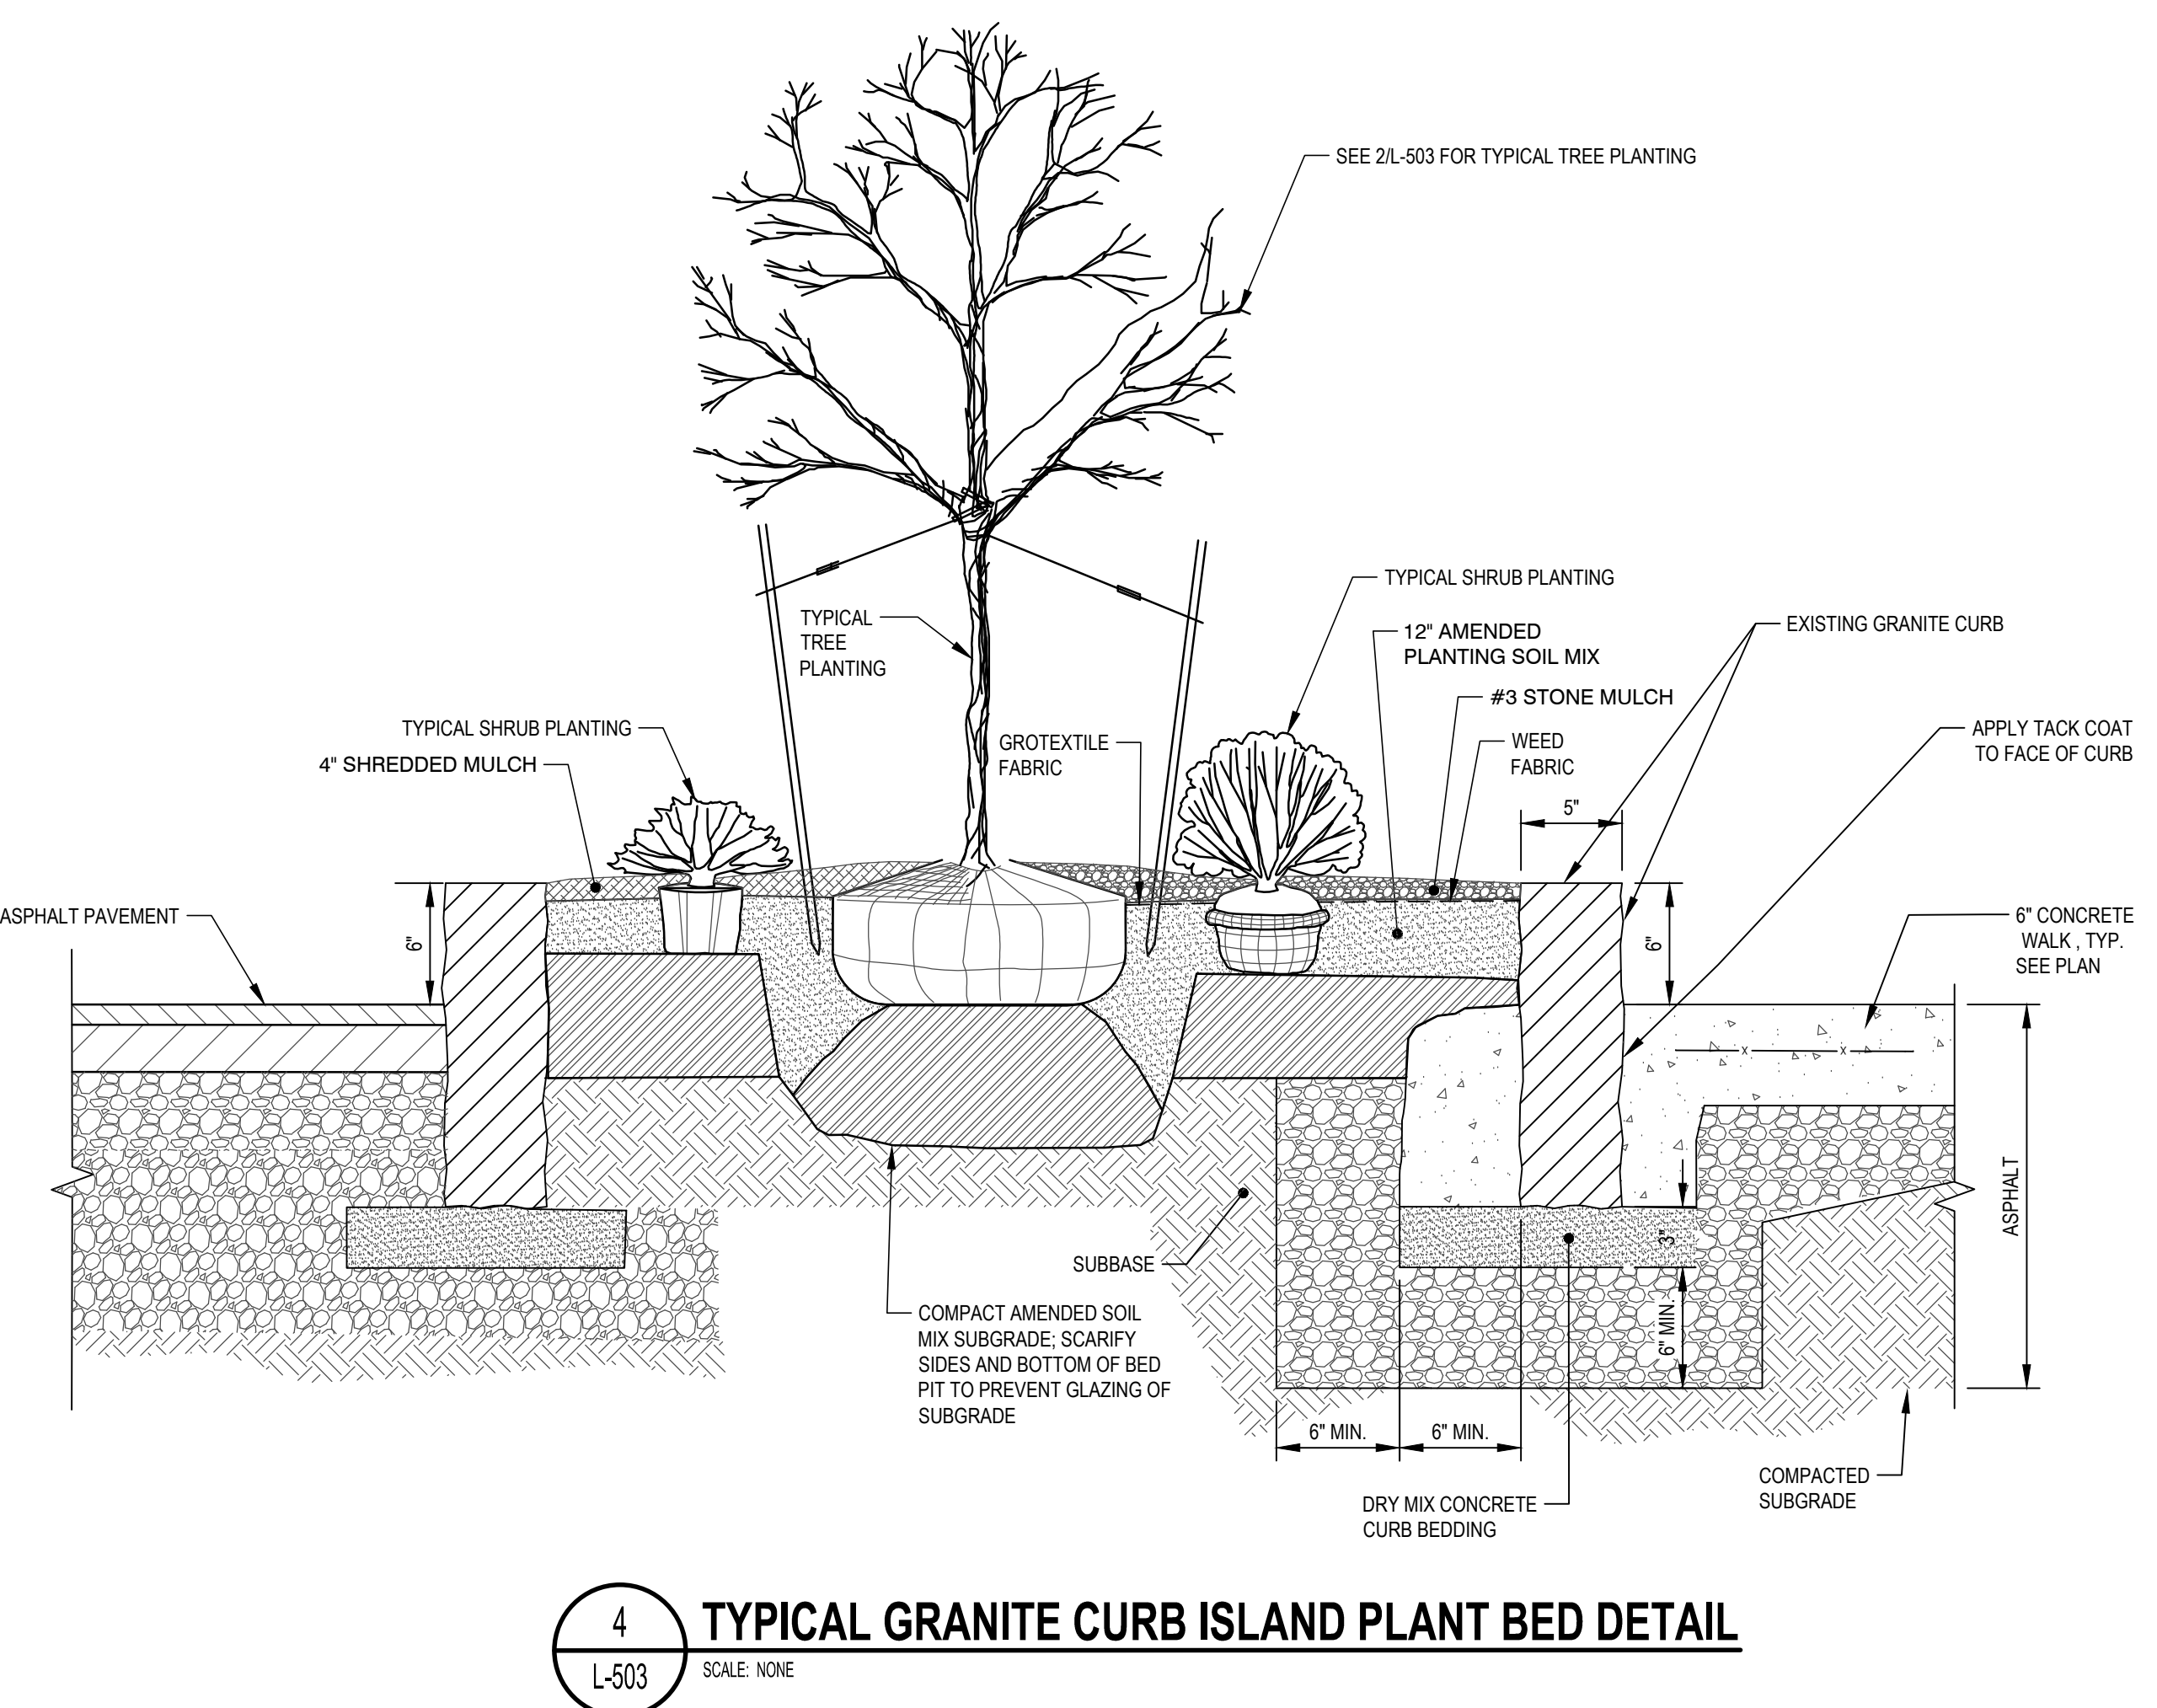 SEE 2/L-503 FOR TYPICAL TREE PLANTING
TYPICAL SHRUB PLANTING
12" AMENDED
PLANTING SOIL MIX
EXISTING GRANITE CURB
TYPICAL
TREE
PLANTING
#3 STONE MULCH
TYPICAL SHRUB PLANTING
4" SHREDDED MULCH
GROTEXTILE
FABRIC
WEED
FABRIC
APPLY TACK COAT
TO FACE OF CURB
5"
ASPHALT PAVEMENT
6"
6"
6" CONCRETE
WALK , TYP.
SEE PLAN
X
X
ASPHALT
3"
6" MIN.
SUBBASE
COMPACT AMENDED SOIL
MIX SUBGRADE; SCARIFY
SIDES AND BOTTOM OF BED
PIT TO PREVENT GLAZING OF
SUBGRADE
6" MIN.
6" MIN.
COMPACTED
SUBGRADE
DRY MIX CONCRETE
CURB BEDDING
4
L-503
TYPICAL GRANITE CURB ISLAND PLANT BED DETAIL
SCALE: NONE